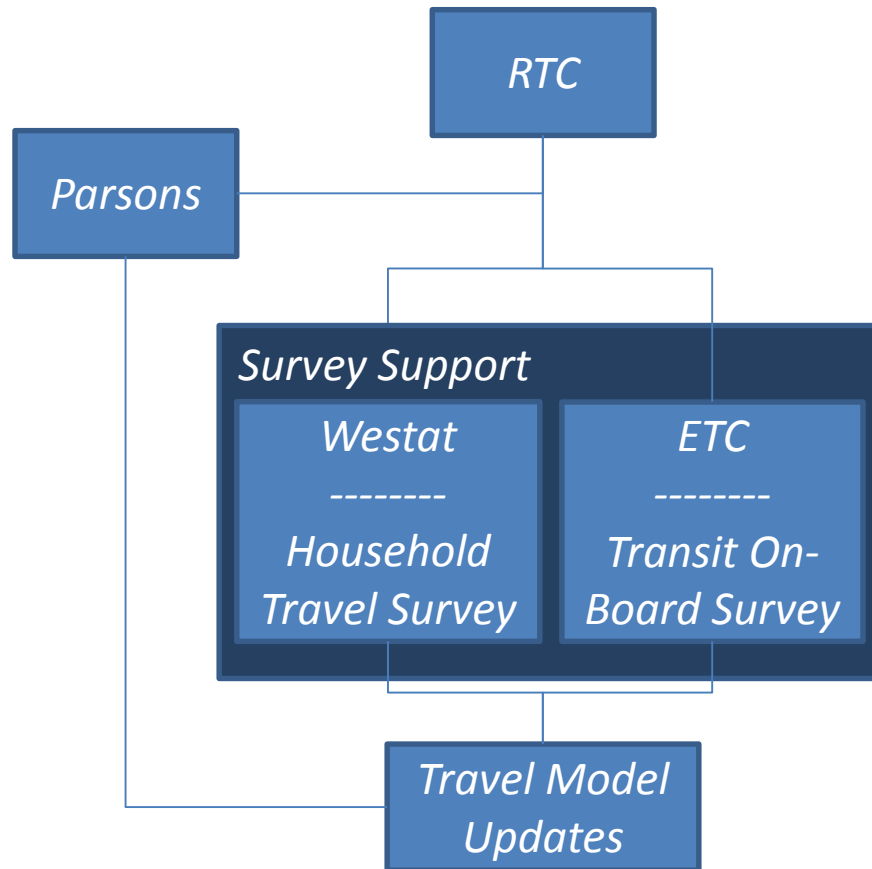 RTC
Parsons
Survey Support
Westat
--------
Household
Travel Survey
ETC
--------
Transit On-
Board Survey
Travel Model
Updates